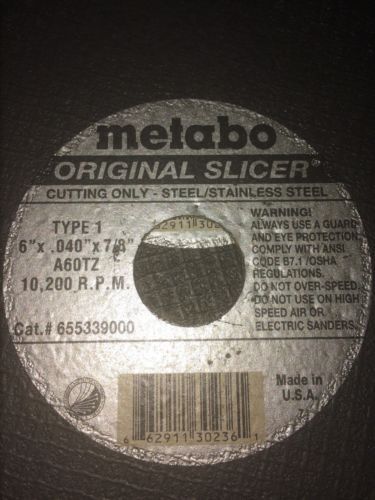 metabo
ORIGINAL SLICER®
CUTTING ONLY - STEEL/STAINLESS STEEL
TYPE 1
6" x .040" x 7/8"
A60TZ
10,200 R.P.M.
Cat.# 655339000
62911 30236
WARNING!
ALWAYS USE A GUARD
AND EYE PROTECTION
COMPLY WITH ANSI
CODE B7.1 /OSHA
REGULATIONS.
DO NOT OVER-SPEED.
DO NOT USE ON HIGH
SPEED AIR OR
ELECTRIC SANDERS.
Made in
U.S.A.
6 62911 30236 1